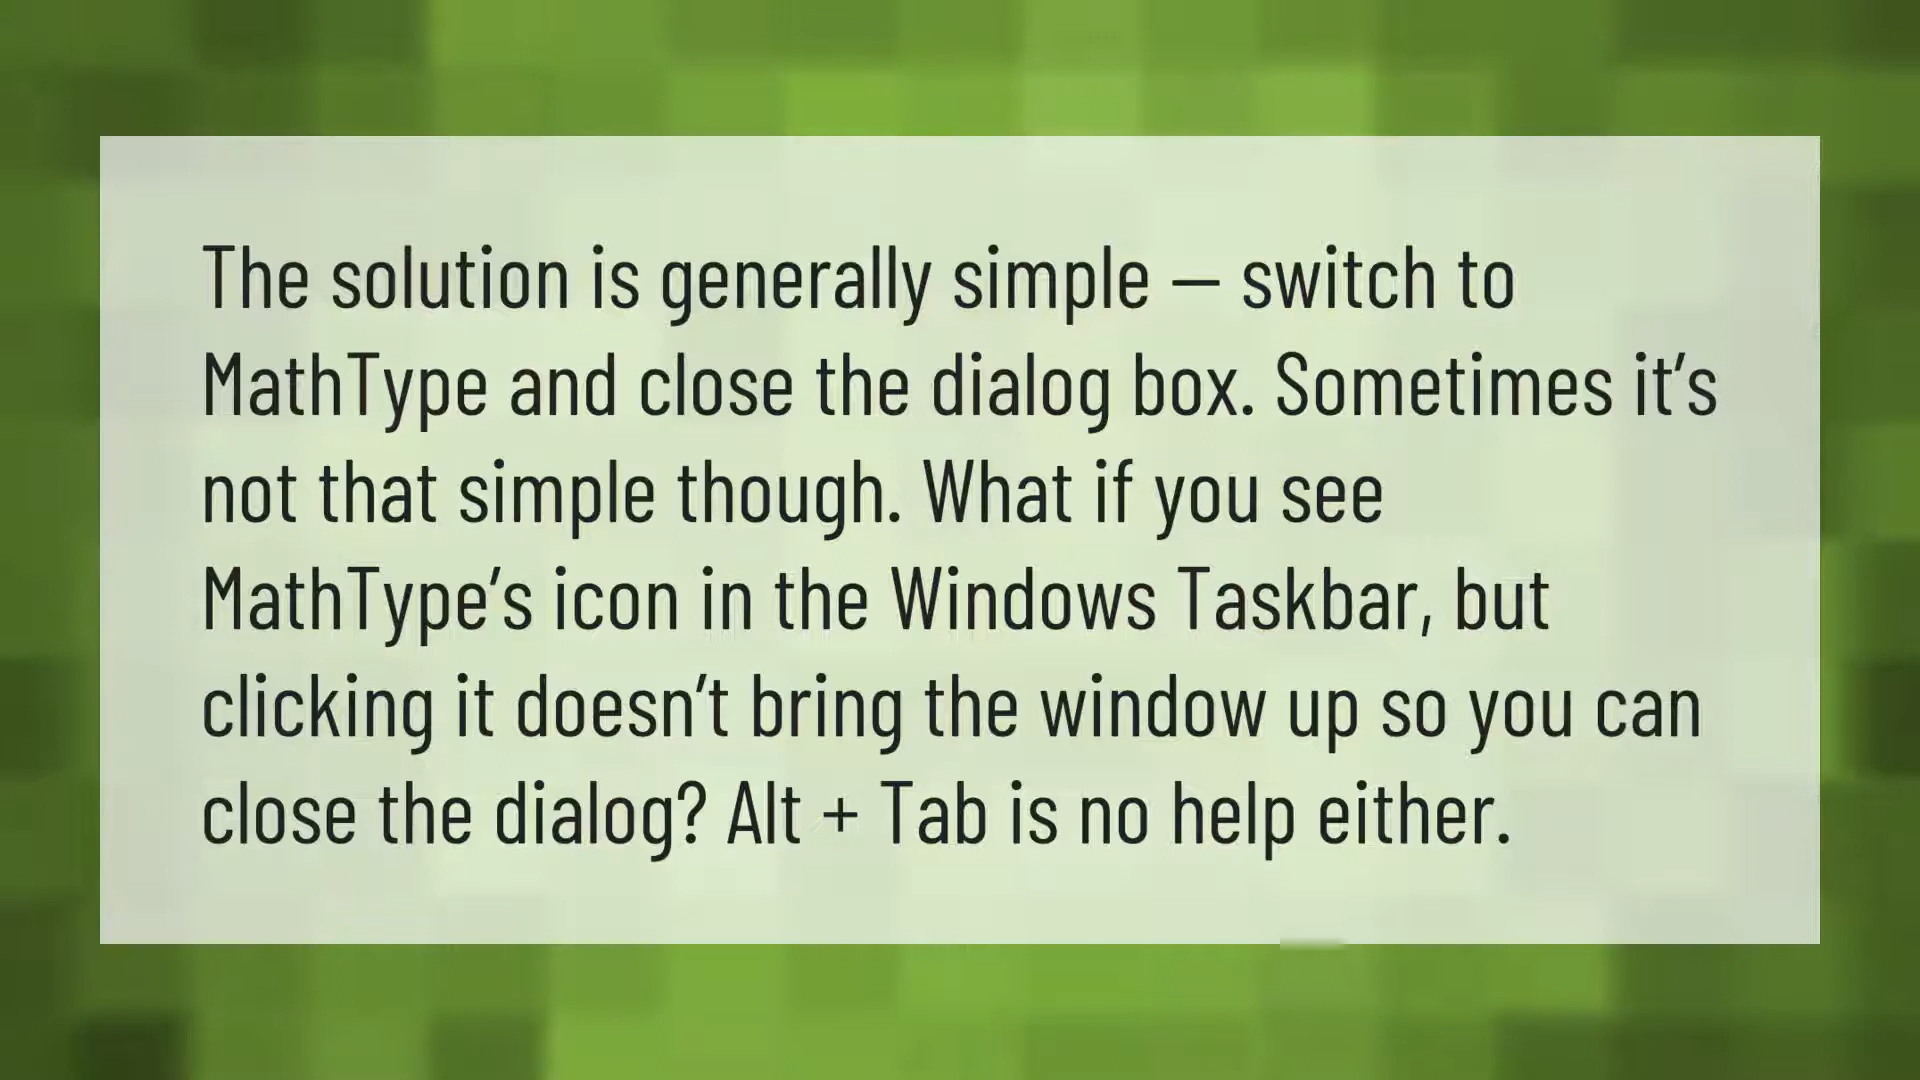 The solution is generally simple — switch to
MathType and close the dialog box. Sometimes it’s
not that simple though. What if you see
MathType’s icon in the Windows Taskbar, but
clicking it doesn’t bring the window up so you can
close the dialog? Alt + Tab is no help either.